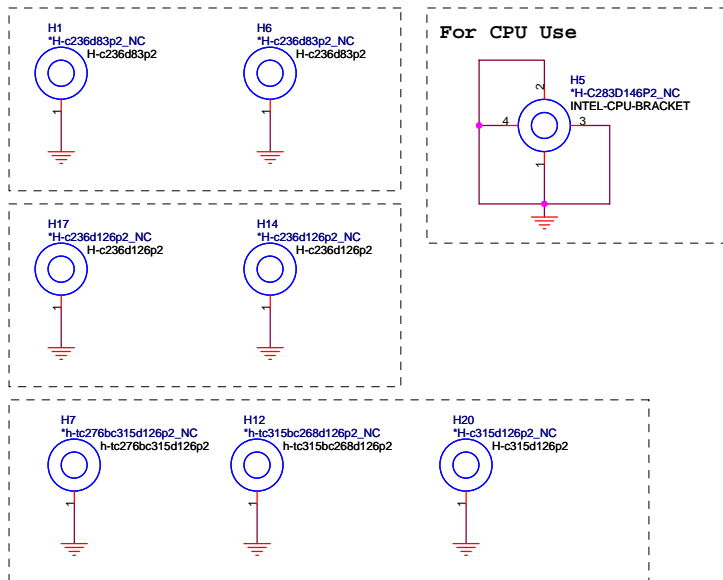 H1
*H-c236d83p2_NC
H-c236d83p2
1
H6
*H-c236d83p2_NC
H-c236d83p2
1
For CPU Use
H5
*H-C283D146P2_NC
INTEL-CPU-BRACKET
2
4
3
1
H17
*H-c236d126p2_NC
H-c236d126p2
1
H14
*H-c236d126p2_NC
H-c236d126p2
1
H7
*h-tc276bc315d126p2_NC
h-tc276bc315d126p2
1
H12
*h-tc315bc268d126p2_NC
h-tc315bc268d126p2
1
H20
*H-c315d126p2_NC
H-c315d126p2
1